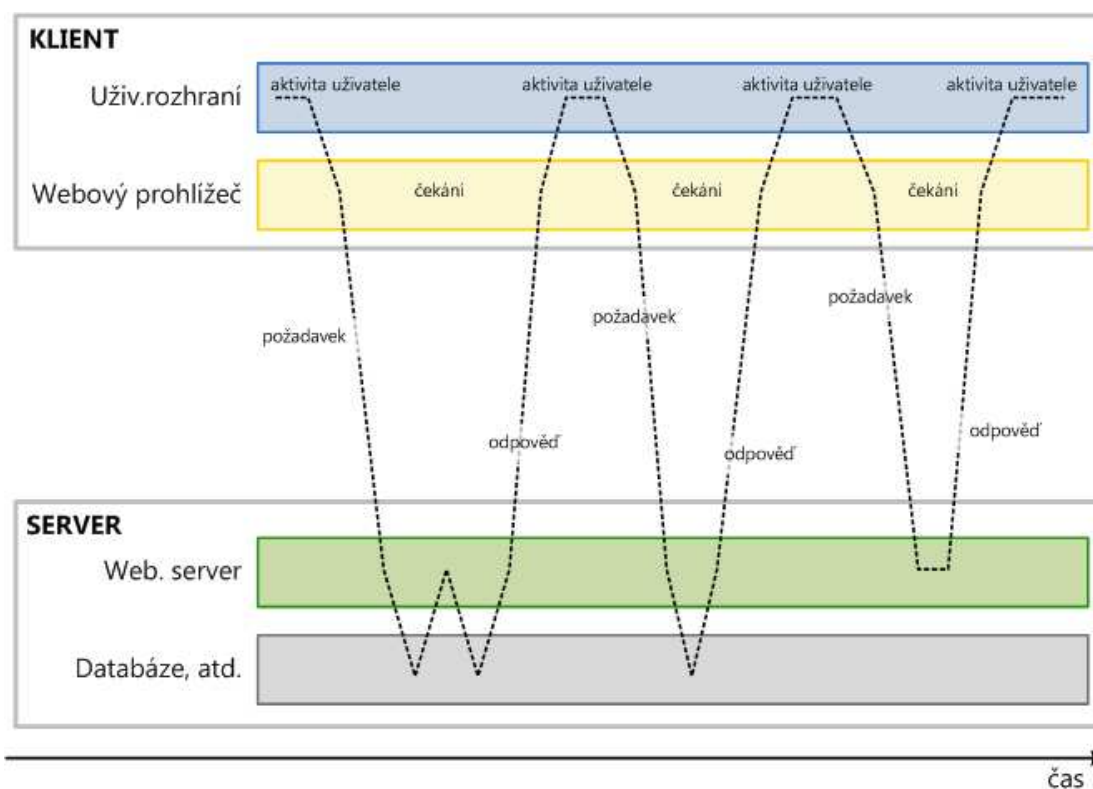 KLIENT
Uživ.rozhraní
aktivita uživatele
aktivita uživatele
aktivita uživatele
aktivita uživatele
Webový prohlížeč
čekání
čekání
čekání
požadavek
požadavek
požadavek
odpověď
odpověď
odpověď
SERVER
Web. server
Databáze, atd.
čas